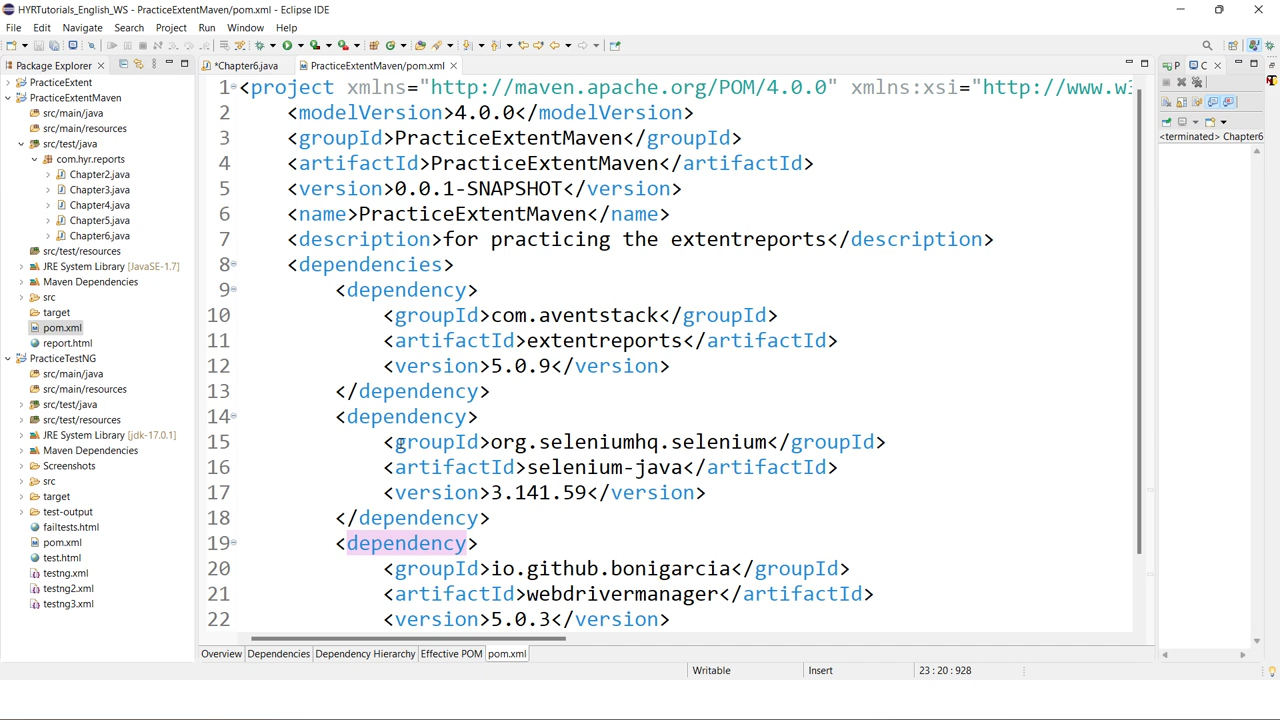 HYRTutorials_English_WS - PracticeExtentMaven/pom.xml - Eclipse IDE
File Edit Navigate Search Project Run Window Help
Package Explorer
*Chapter6.java
PracticeExtentMaven/pom.xml
P
C
PracticeExtent
PracticeExtentMaven
src/main/java
src/main/resources
src/test/java
com.hyr.reports
Chapter2.java
Chapter3.java
Chapter4.java
Chapter5.java
Chapter6.java
src/test/resources
JRE System Library [JavaSE-1.7]
Maven Dependencies
src
target
pom.xml
report.html
PracticeTestNG
src/main/java
src/main/resources
src/test/java
src/test/resources
JRE System Library [jdk-17.0.1]
Maven Dependencies
Screenshots
src
target
test-output
failtests.html
pom.xml
test.html
testng.xml
testng2.xml
testng3.xml
1 <project xmlns="http://maven.apache.org/POM/4.0.0" xmlns:xsi="http://www.w
2 <modelVersion>4.0.0</modelVersion>
3 <groupId>PracticeExtentMaven</groupId>
4 <artifactId>PracticeExtentMaven</artifactId>
5 <version>0.0.1-SNAPSHOT</version>
6 <name>PracticeExtentMaven</name>
7 <description>for practicing the extentreports</description>
8 <dependencies>
9 <dependency>
10 <groupId>com.aventstack</groupId>
11 <artifactId>extentreports</artifactId>
12 <version>5.0.9</version>
13 </dependency>
14 <dependency>
15 <groupId>org.seleniumhq.selenium</groupId>
16 <artifactId>selenium-java</artifactId>
17 <version>3.141.59</version>
18 </dependency>
19 <dependency>
20 <groupId>io.github.bonigarcia</groupId>
21 <artifactId>webdrivermanager</artifactId>
22 <version>5.0.3</version>
<terminated> Chapter6
Overview Dependencies Dependency Hierarchy Effective POM pom.xml
Writable Insert 23 : 20 : 928